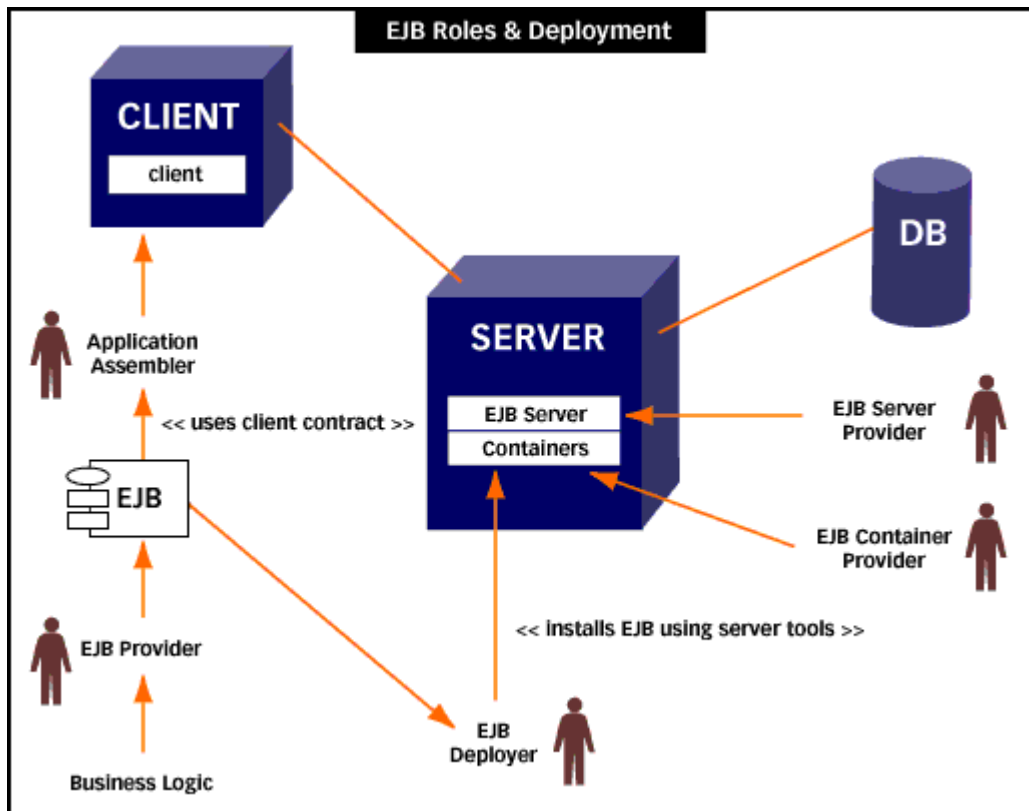 EJB Roles & Deployment
CLIENT
client
DB
SERVER
Application
Assembler
EJB Server
Containers
<< uses client contract >>
EJB Server
Provider
EJB
EJB Container
Provider
<< installs EJB using server tools >>
EJB Provider
EJB
Deployer
Business Logic